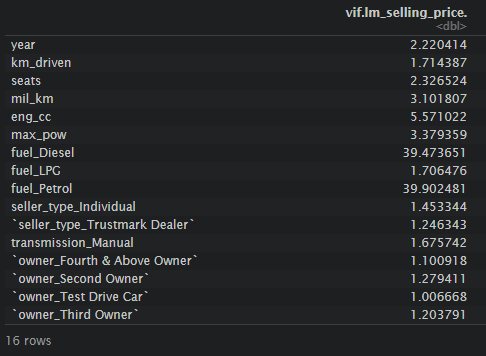 vif.lm_selling_price.
<dbl>
year 2.220414
km_driven 1.714387
seats 2.326524
mil_km 3.101807
eng_cc 5.571022
max_pow 3.379359
fuel_Diesel 39.473651
fuel_LPG 1.706476
fuel_Petrol 39.902481
seller_type_Individual 1.453344
`seller_type_Trustmark Dealer` 1.246343
transmission_Manual 1.675742
`owner_Fourth & Above Owner` 1.100918
`owner_Second Owner` 1.279411
`owner_Test Drive Car` 1.006668
`owner_Third Owner` 1.203791
16 rows